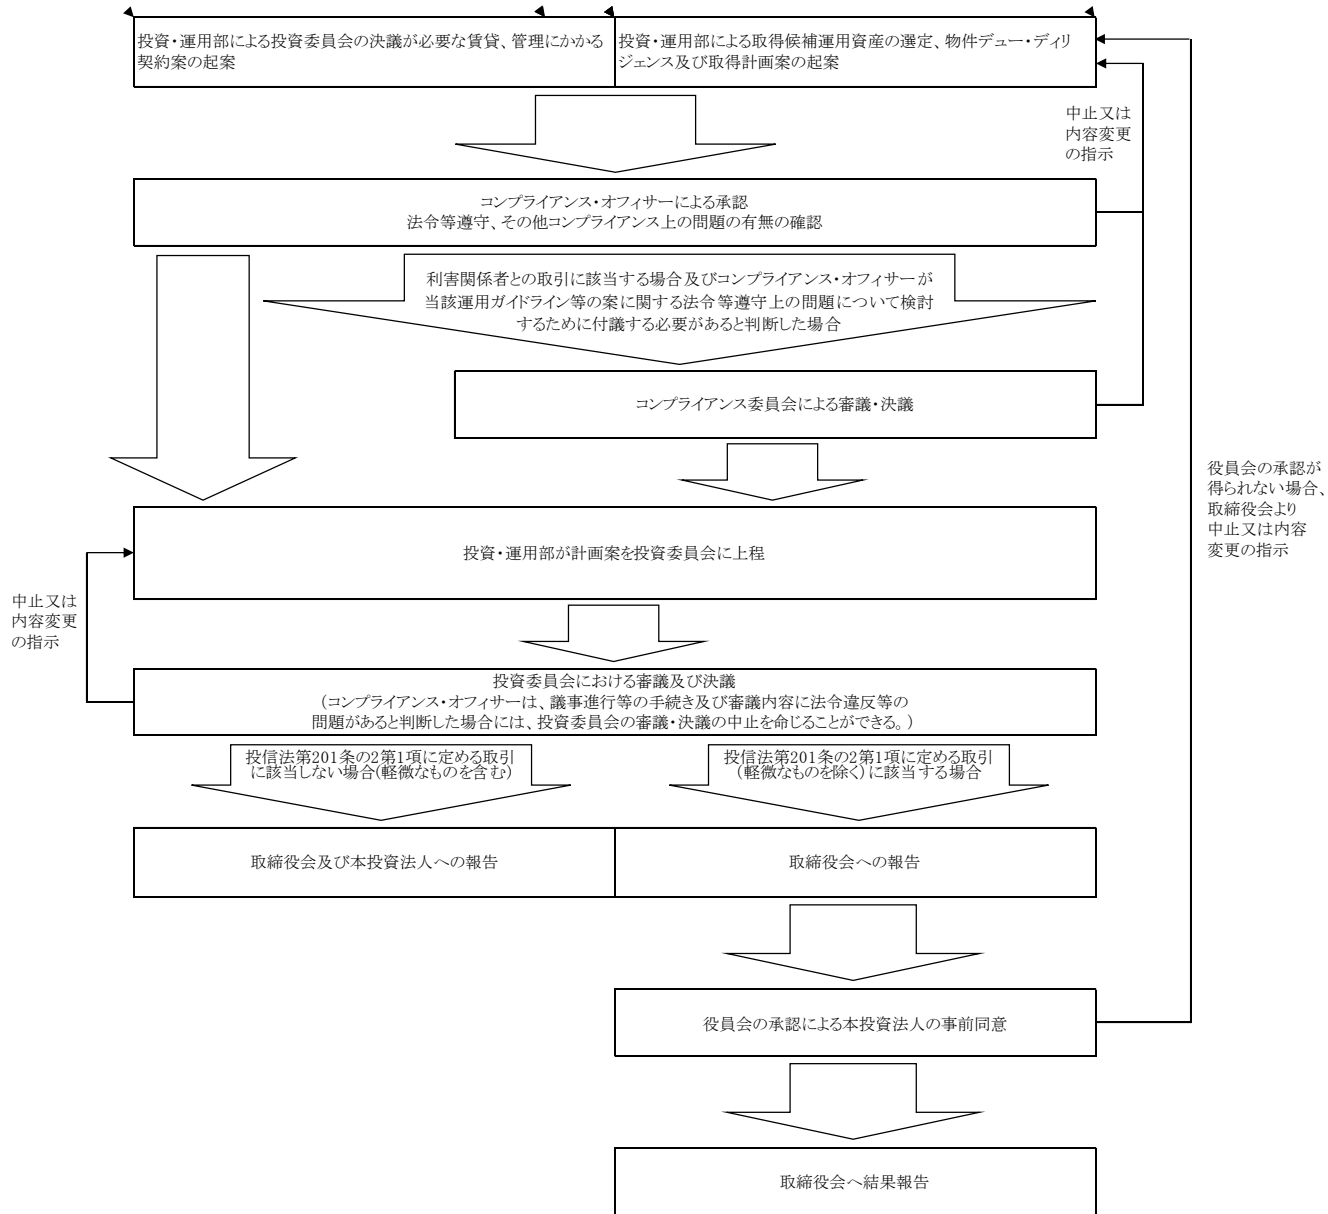 投資・運用部による投資委員会の決議が必要な賃貸、管理にかかる
契約案の起案
投資・運用部による取得候補運用資産の選定、物件デュー・ディリ
ジェンス及び取得計画案の起案
中止又は
内容変更
の指示
コンプライアンス・オフィサーによる承認
法令等遵守、その他コンプライアンス上の問題の有無の確認
利害関係者との取引に該当する場合及びコンプライアンス・オフィサーが
当該運用ガイドライン等の案に関する法令等遵守上の問題について検討
するために付議する必要があると判断した場合
コンプライアンス委員会による審議・決議
役員会の承認が
得られない場合、
取締役会より
中止又は内容
変更の指示
投資・運用部が計画案を投資委員会に上程
中止又は
内容変更
の指示
投資委員会における審議及び決議
(コンプライアンス・オフィサーは、議事進行等の手続き及び審議内容に法令違反等の
問題があると判断した場合には、投資委員会の審議・決議の中止を命じることができる。)
投信法第201条の2第1項に定める取引
に該当しない場合(軽微なものを含む)
投信法第201条の2第1項に定める取引
(軽微なものを除く)に該当する場合
取締役会及び本投資法人への報告
取締役会への報告
役員会の承認による本投資法人の事前同意
取締役会へ結果報告